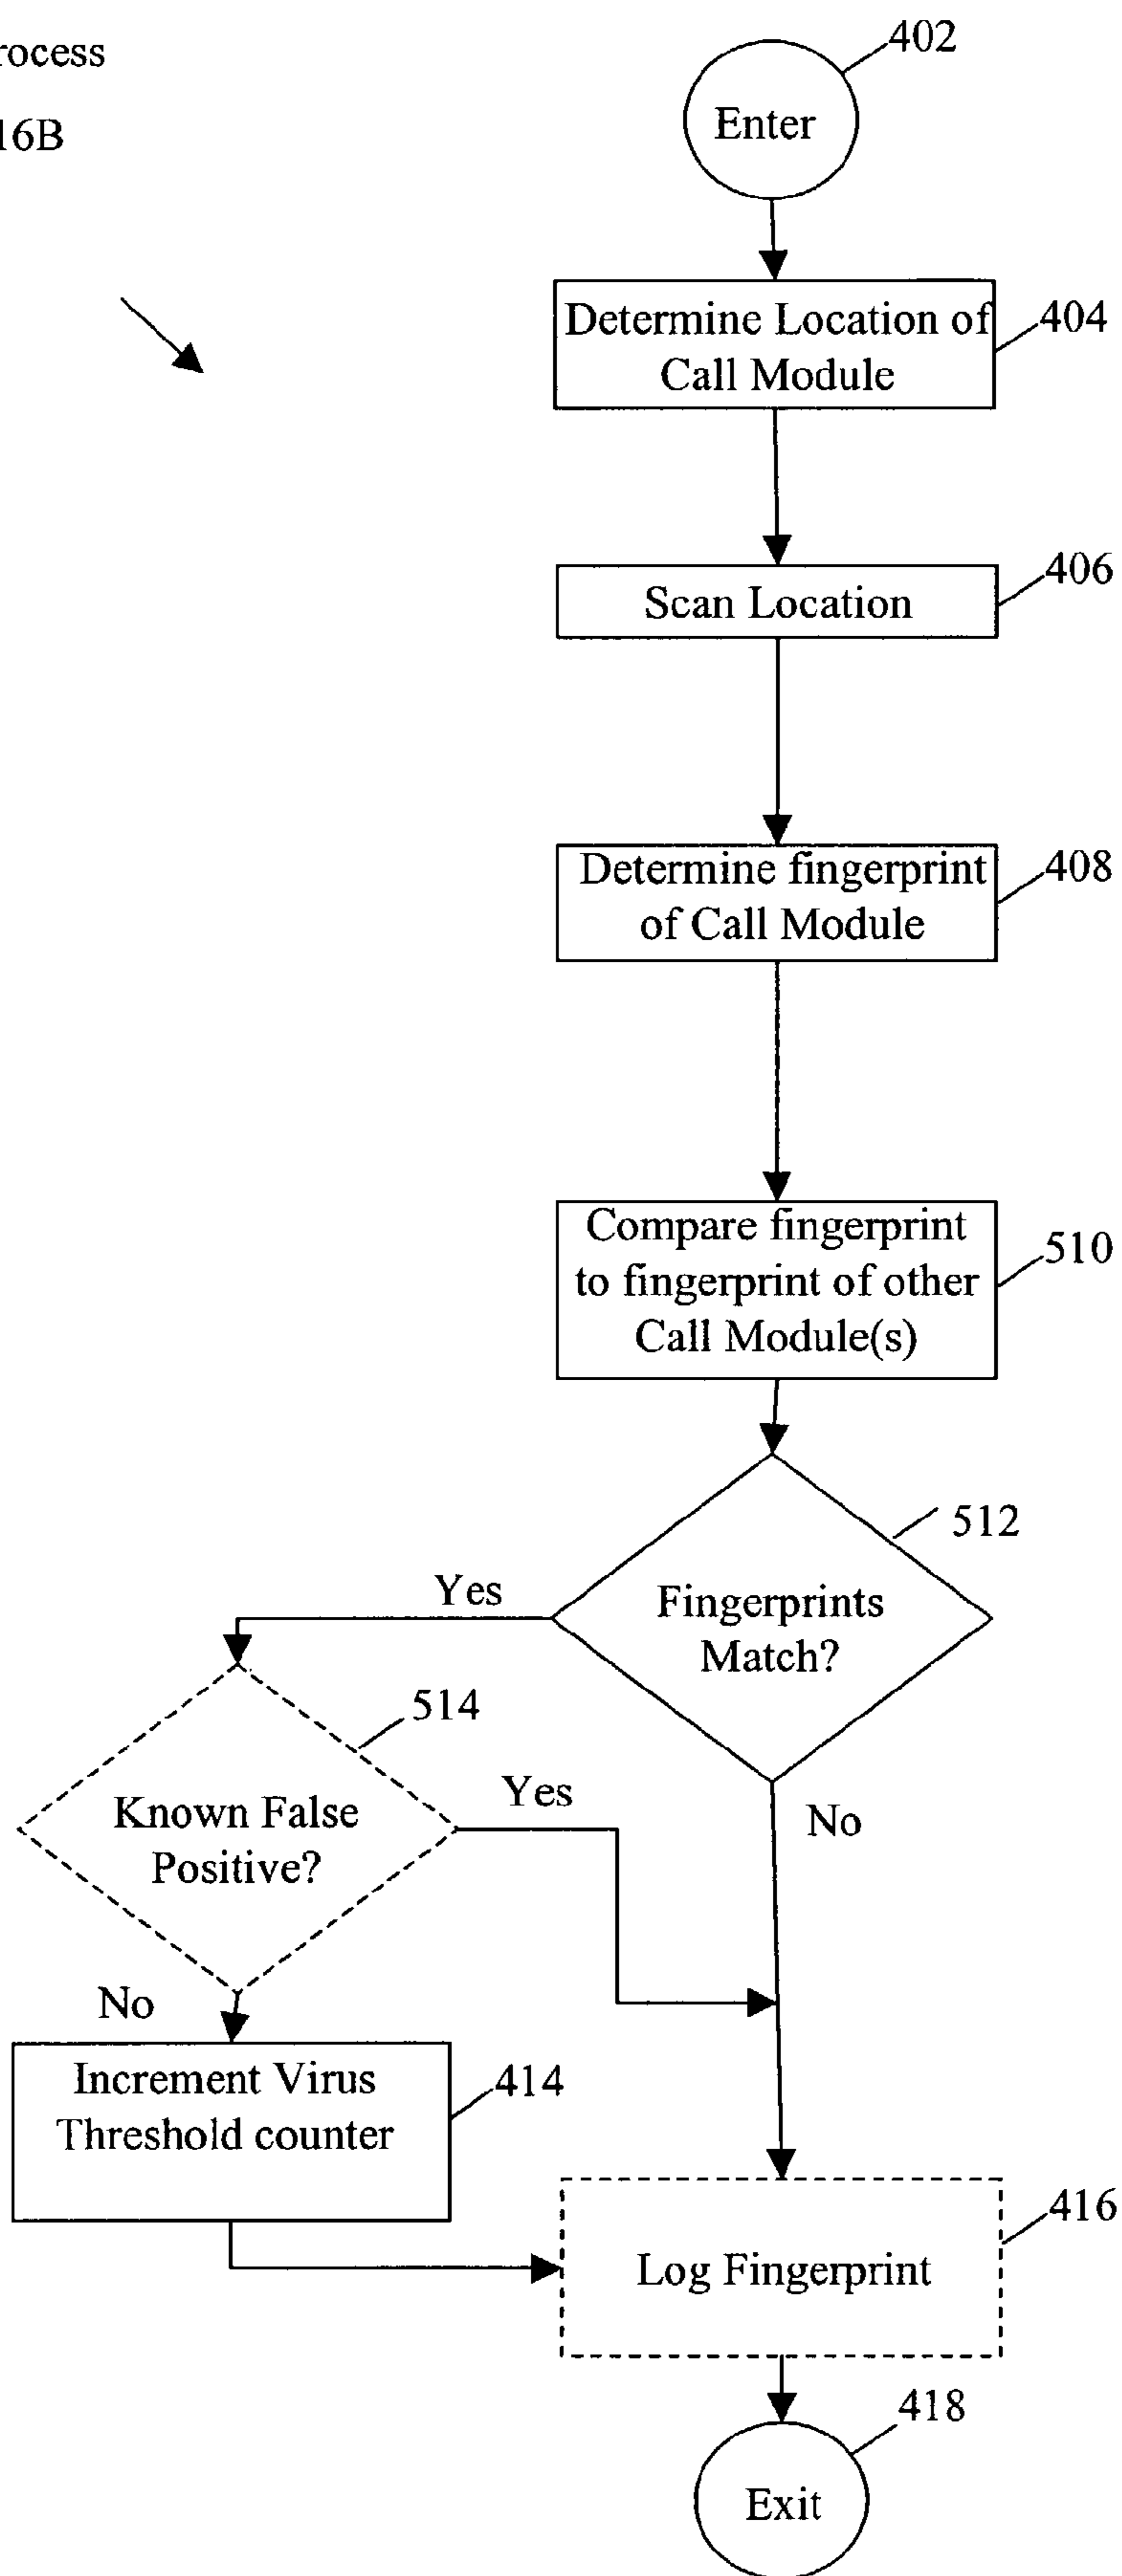 rocess
16B
402
Enter
Determine Location of
Call Module
404
Scan Location
406
Determine fingerprint
of Call Module
408
Compare fingerprint
to fingerprint of other
Call Module(s)
510
Fingerprints
Match?
512
Yes
No
Known False
Positive?
514
Yes
No
Increment Virus
Threshold counter
414
Log Fingerprint
416
Exit
418